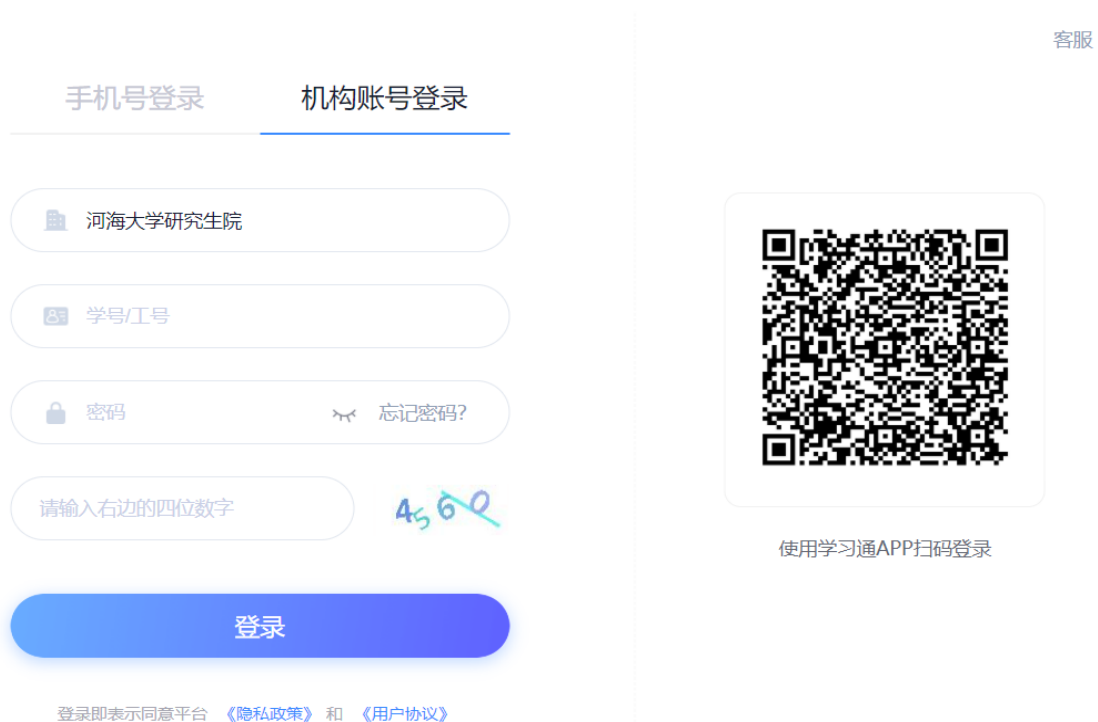 客服
手机号登录 机构账号登录
河海大学研究生院
学号/工号
密码 忘记密码?
请输入右边的四位数字 4560
使用学习通APP扫码登录
登录
登录即表示同意平台 《隐私政策》 和 《用户协议》